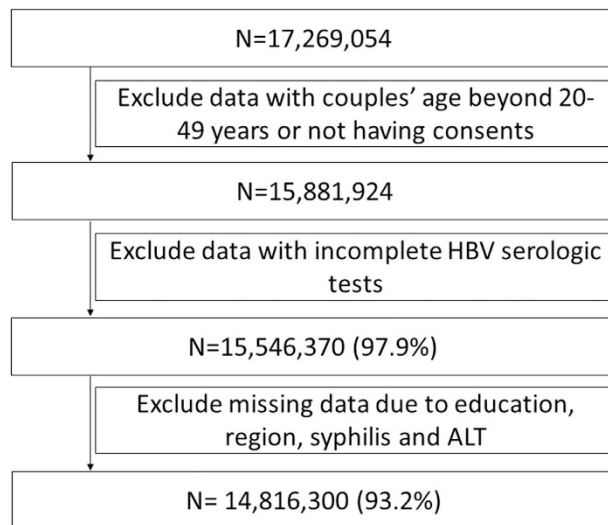 N=17,269,054
Exclude data with couples’ age beyond 20-
49 years or not having consents
N=15,881,924
Exclude data with incomplete HBV serologic
tests
N=15,546,370 (97.9%)
Exclude missing data due to education,
region, syphilis and ALT
N= 14,816,300 (93.2%)